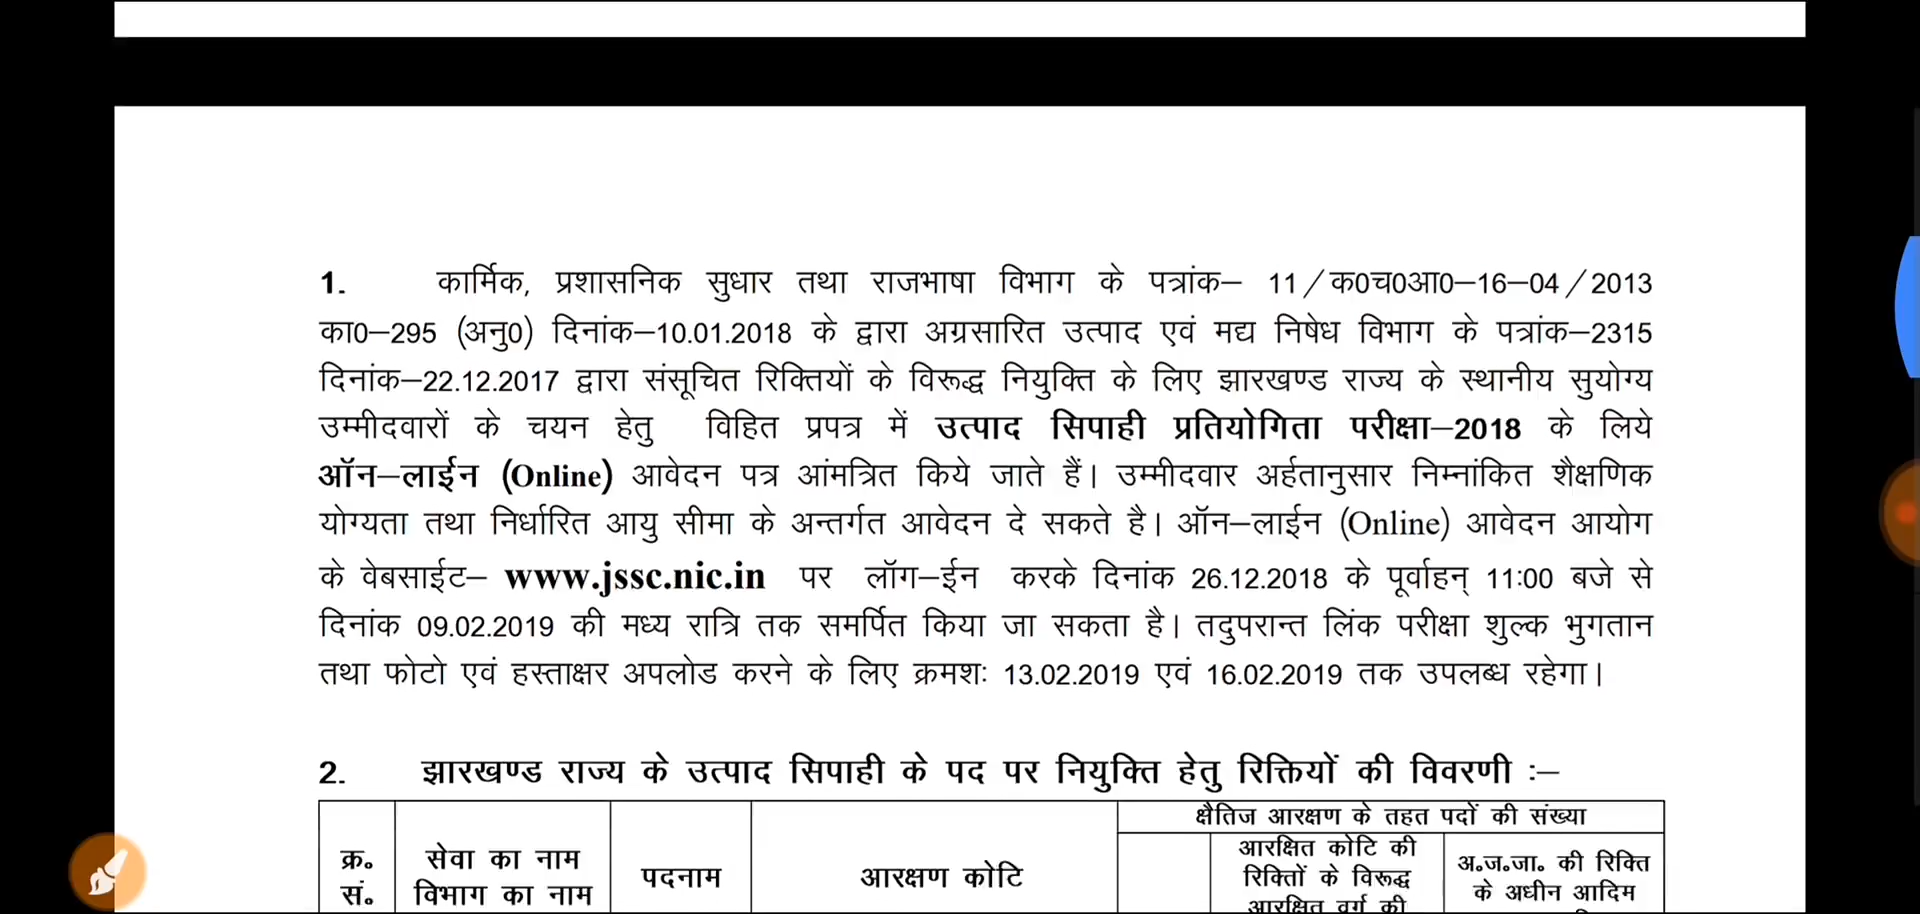 1. कार्मिक, प्रशासनिक सुधार तथा राजभाषा विभाग के पत्रांक– 11/क0च0आ0–16–04/2013
का0–295 (अनु0) दिनांक–10.01.2018 के द्वारा अग्रसारित उत्पाद एवं मद्य निषेध विभाग के पत्रांक–2315
दिनांक–22.12.2017 द्वारा संसूचित रिक्तियों के विरूद्ध नियुक्ति के लिए झारखण्ड राज्य के स्थानीय सुयोग्य
उम्मीदवारों के चयन हेतु विहित प्रपत्र में उत्पाद सिपाही प्रतियोगिता परीक्षा–2018 के लिये
ऑन–लाईन (Online) आवेदन पत्र आंमत्रित किये जाते हैं। उम्मीदवार अर्हतानुसार निम्नांकित शैक्षणिक
योग्यता तथा निर्धारित आयु सीमा के अन्तर्गत आवेदन दे सकते है। ऑन–लाईन (Online) आवेदन आयोग
के वेबसाईट– www.jssc.nic.in पर लॉग–ईन करके दिनांक 26.12.2018 के पूर्वाहन् 11:00 बजे से
दिनांक 09.02.2019 की मध्य रात्रि तक समर्पित किया जा सकता है। तदुपरान्त लिंक परीक्षा शुल्क भुगतान
तथा फोटो एवं हस्ताक्षर अपलोड करने के लिए क्रमशः 13.02.2019 एवं 16.02.2019 तक उपलब्ध रहेगा।
2. झारखण्ड राज्य के उत्पाद सिपाही के पद पर नियुक्ति हेतु रिक्तियों की विवरणी :–
क्षैतिज आरक्षण के तहत पदों की संख्या
क्र॰
सं॰
सेवा का नाम
विभाग का नाम
पदनाम
आरक्षण कोटि
आरक्षित कोटि की
रिक्तिों के विरूद्ध
आरक्षित वर्ग की
अ॰ज॰जा॰ की रिक्ति
के अधीन आदिम